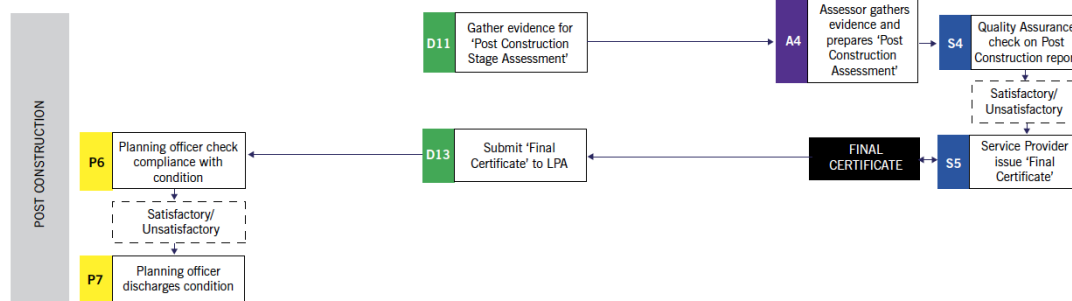 POST CONSTRUCTION
D11
Gather evidence for
‘Post Construction
Stage Assessment’
A4
Assessor gathers
evidence and
prepares ‘Post
Construction
Assessment’
S4
Quality Assurance
check on Post
Construction report
Satisfactory/
Unsatisfactory
P6
Planning officer check
compliance with
condition
D13
Submit ‘Final
Certificate’ to LPA
FINAL
CERTIFICATE
S5
Service Provider
issue ‘Final
Certificate’
Satisfactory/
Unsatisfactory
P7
Planning officer
discharges condition